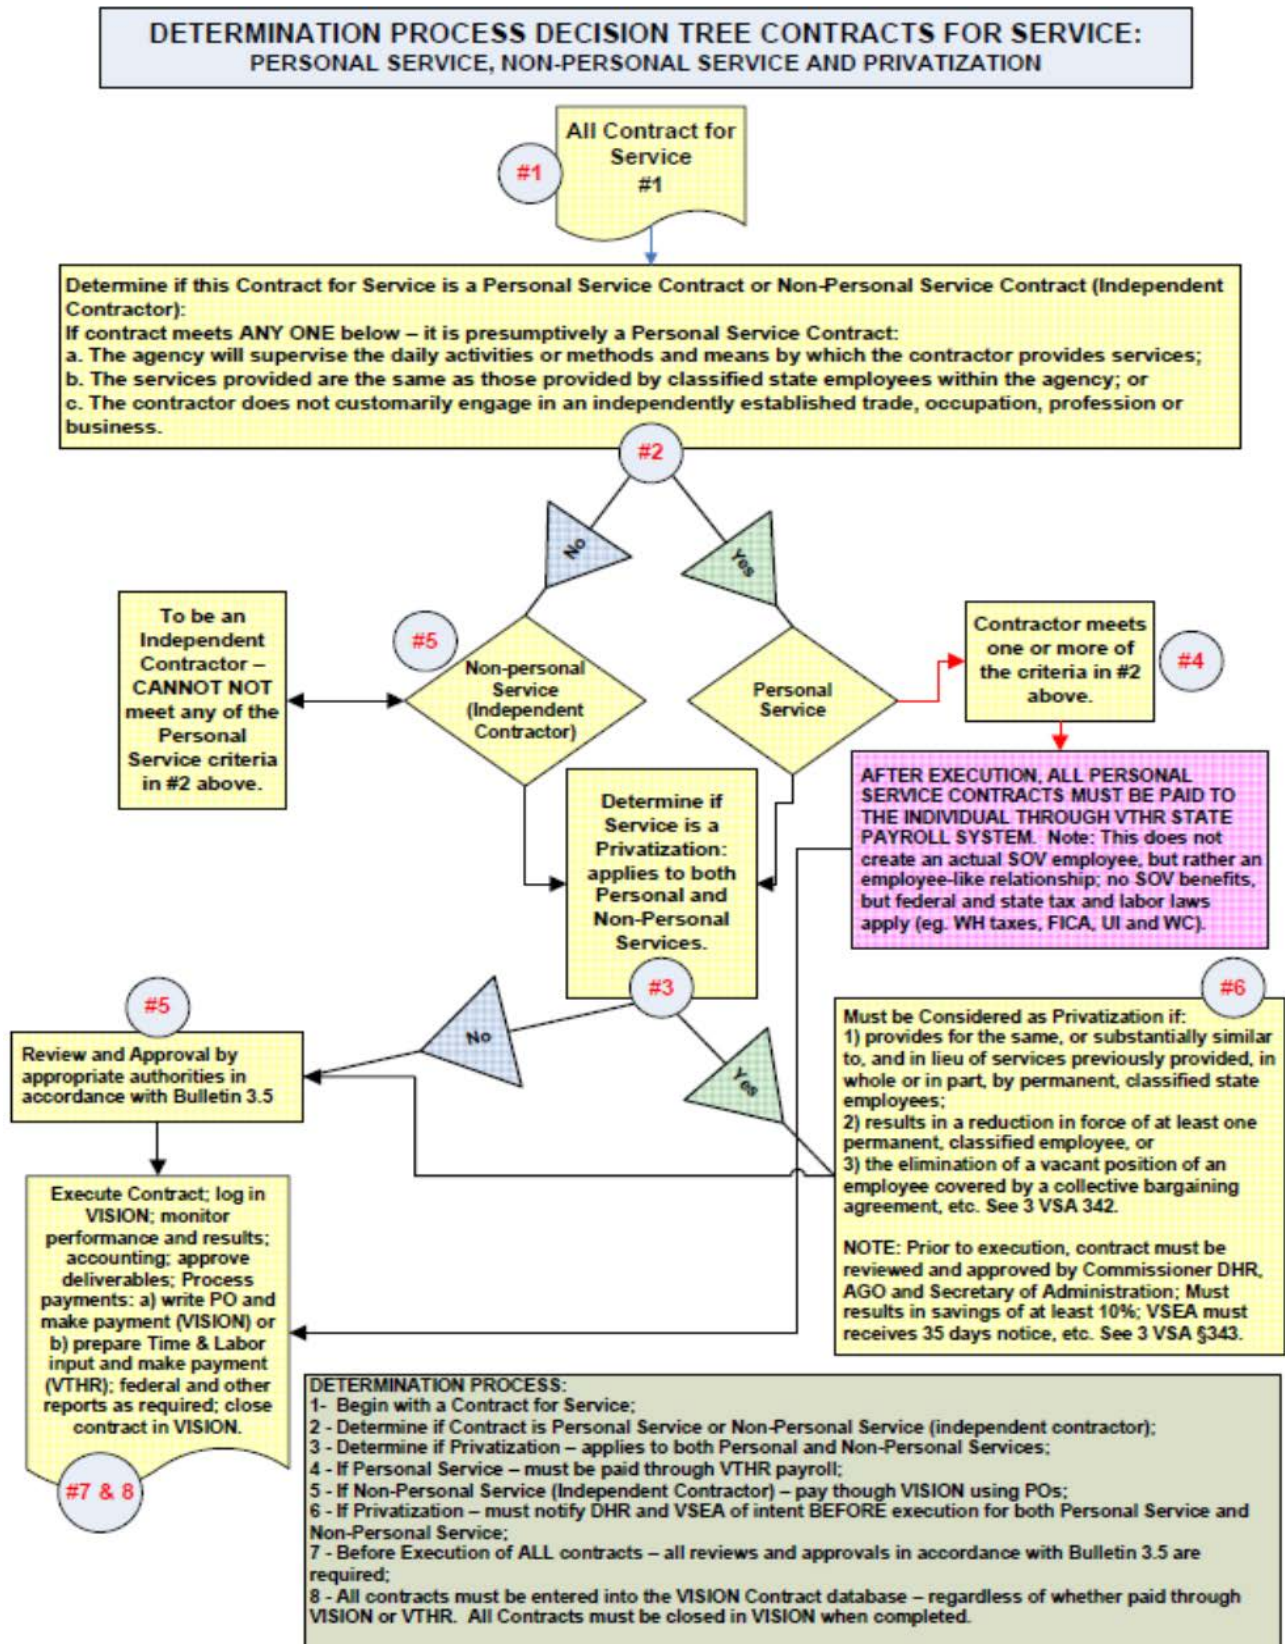 DETERMINATION PROCESS DECISION TREE CONTRACTS FOR SERVICE:
PERSONAL SERVICE, NON-PERSONAL SERVICE AND PRIVATIZATION
All Contract for
Service
#1
#1
Determine if this Contract for Service is a Personal Service Contract or Non-Personal Service Contract (Independent
Contractor):
If contract meets ANY ONE below – it is presumptively a Personal Service Contract:
a. The agency will supervise the daily activities or methods and means by which the contractor provides services;
b. The services provided are the same as those provided by classified state employees within the agency; or
c. The contractor does not customarily engage in an independently established trade, occupation, profession or
business.
#2
No
Yes
To be an
Independent
Contractor –
CANNOT NOT
meet any of the
Personal
Service criteria
in #2 above.
#5
Non-personal
Service
(Independent
Contractor)
Personal
Service
Contractor meets
one or more of
the criteria in #2
above.
#4
Determine if
Service is a
Privatization:
applies to both
Personal and
Non-Personal
Services.
AFTER EXECUTION, ALL PERSONAL
SERVICE CONTRACTS MUST BE PAID TO
THE INDIVIDUAL THROUGH VTHR STATE
PAYROLL SYSTEM. Note: This does not
create an actual SOV employee, but rather an
employee-like relationship; no SOV benefits,
but federal and state tax and labor laws
apply (eg. WH taxes, FICA, UI and WC).
#3
No
Yes
#5
Review and Approval by
appropriate authorities in
accordance with Bulletin 3.5
#6
Must be Considered as Privatization if:
1) provides for the same, or substantially similar
to, and in lieu of services previously provided, in
whole or in part, by permanent, classified state
employees;
2) results in a reduction in force of at least one
permanent, classified employee, or
3) the elimination of a vacant position of an
employee covered by a collective bargaining
agreement, etc. See 3 VSA 342.
NOTE: Prior to execution, contract must be
reviewed and approved by Commissioner DHR,
AGO and Secretary of Administration; Must
results in savings of at least 10%; VSEA must
receives 35 days notice, etc. See 3 VSA §343.
Execute Contract; log in
VISION; monitor
performance and results;
accounting; approve
deliverables; Process
payments: a) write PO and
make payment (VISION) or
b) prepare Time & Labor
input and make payment
(VTHR); federal and other
reports as required; close
contract in VISION.
#7 & 8
DETERMINATION PROCESS:
1- Begin with a Contract for Service;
2 - Determine if Contract is Personal Service or Non-Personal Service (independent contractor);
3 - Determine if Privatization – applies to both Personal and Non-Personal Services;
4 - If Personal Service – must be paid through VTHR payroll;
5 - If Non-Personal Service (Independent Contractor) – pay though VISION using POs;
6 - If Privatization – must notify DHR and VSEA of intent BEFORE execution for both Personal Service and
Non-Personal Service;
7 - Before Execution of ALL contracts – all reviews and approvals in accordance with Bulletin 3.5 are
required;
8 - All contracts must be entered into the VISION Contract database – regardless of whether paid through
VISION or VTHR. All Contracts must be closed in VISION when completed.